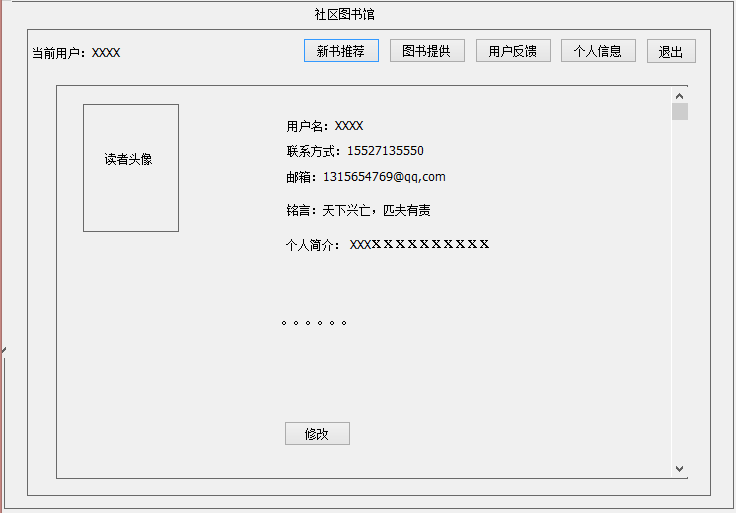 社区图书馆
当前用户：XXXX
新书推荐 图书提供 用户反馈 个人信息 退出
读者头像
用户名：XXXX
联系方式：15527135550
邮箱：1315654769@qq,com
铭言：天下兴亡，匹夫有责
个人简介： XXXＸＸＸＸＸＸＸＸＸＸ
。。。。。。
修改